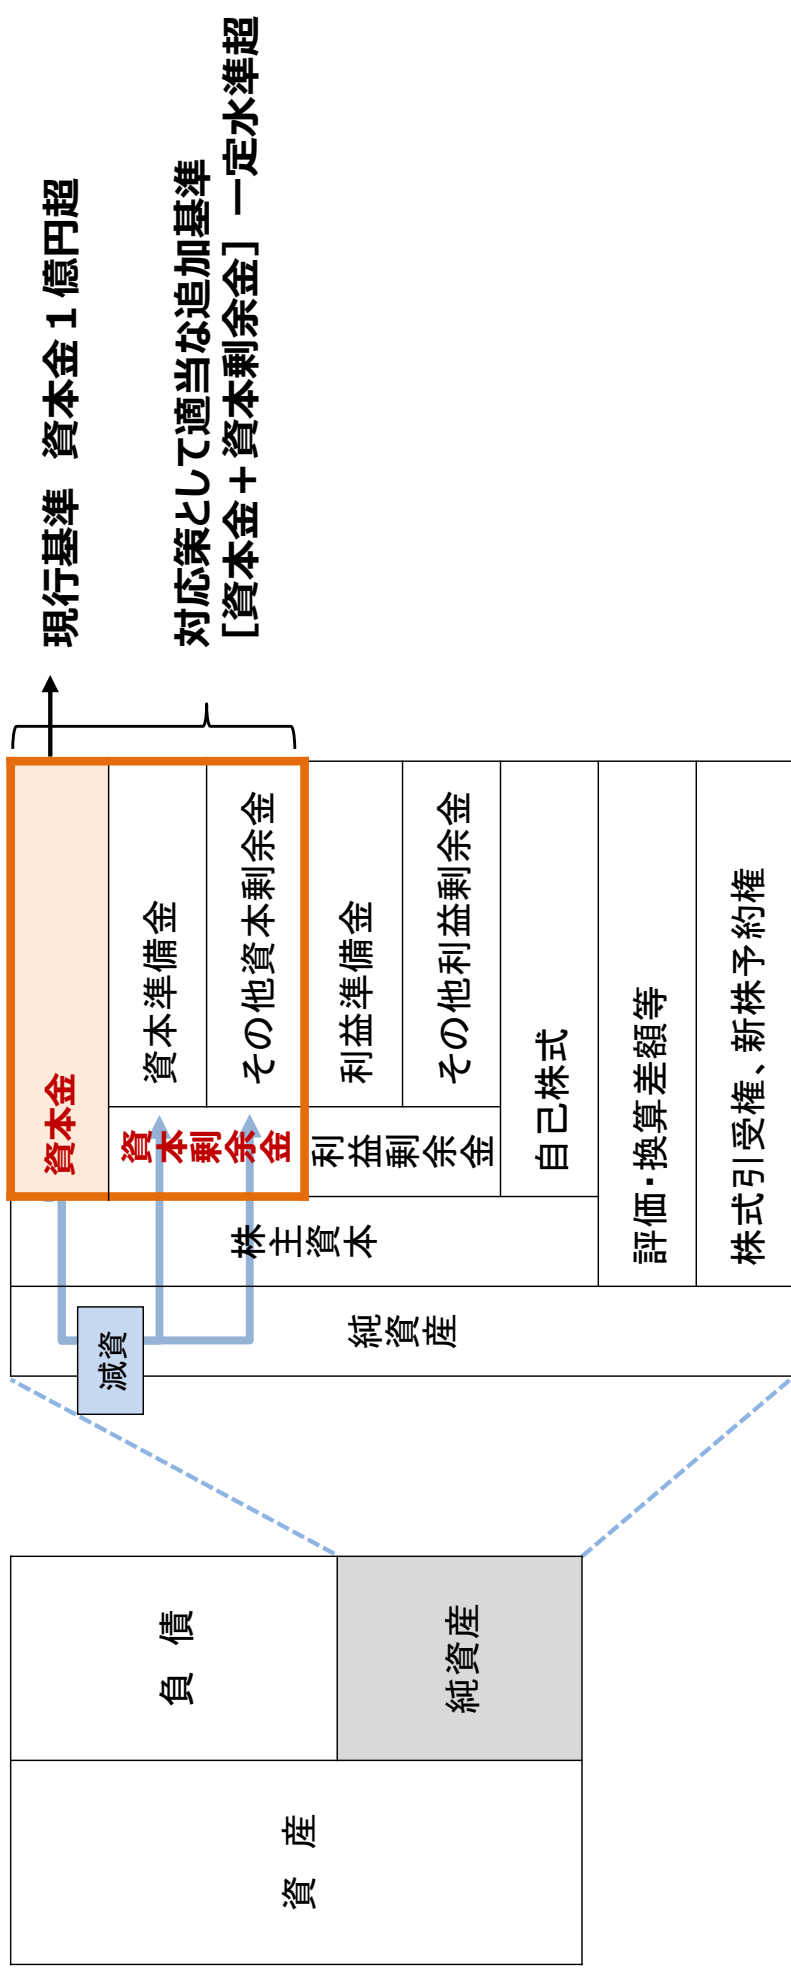 資　産
負　債
純資産
減資
純資産
株主資本
資本金
資本剰余金
資本準備金
その他資本剰余金
利益剰余金
利益準備金
その他利益剰余金
自己株式
評価・換算差額等
株式引受権、新株予約権
現行基準　資本金１億円超
対応策として適当な追加基準
［資本金＋資本剰余金］一定水準超